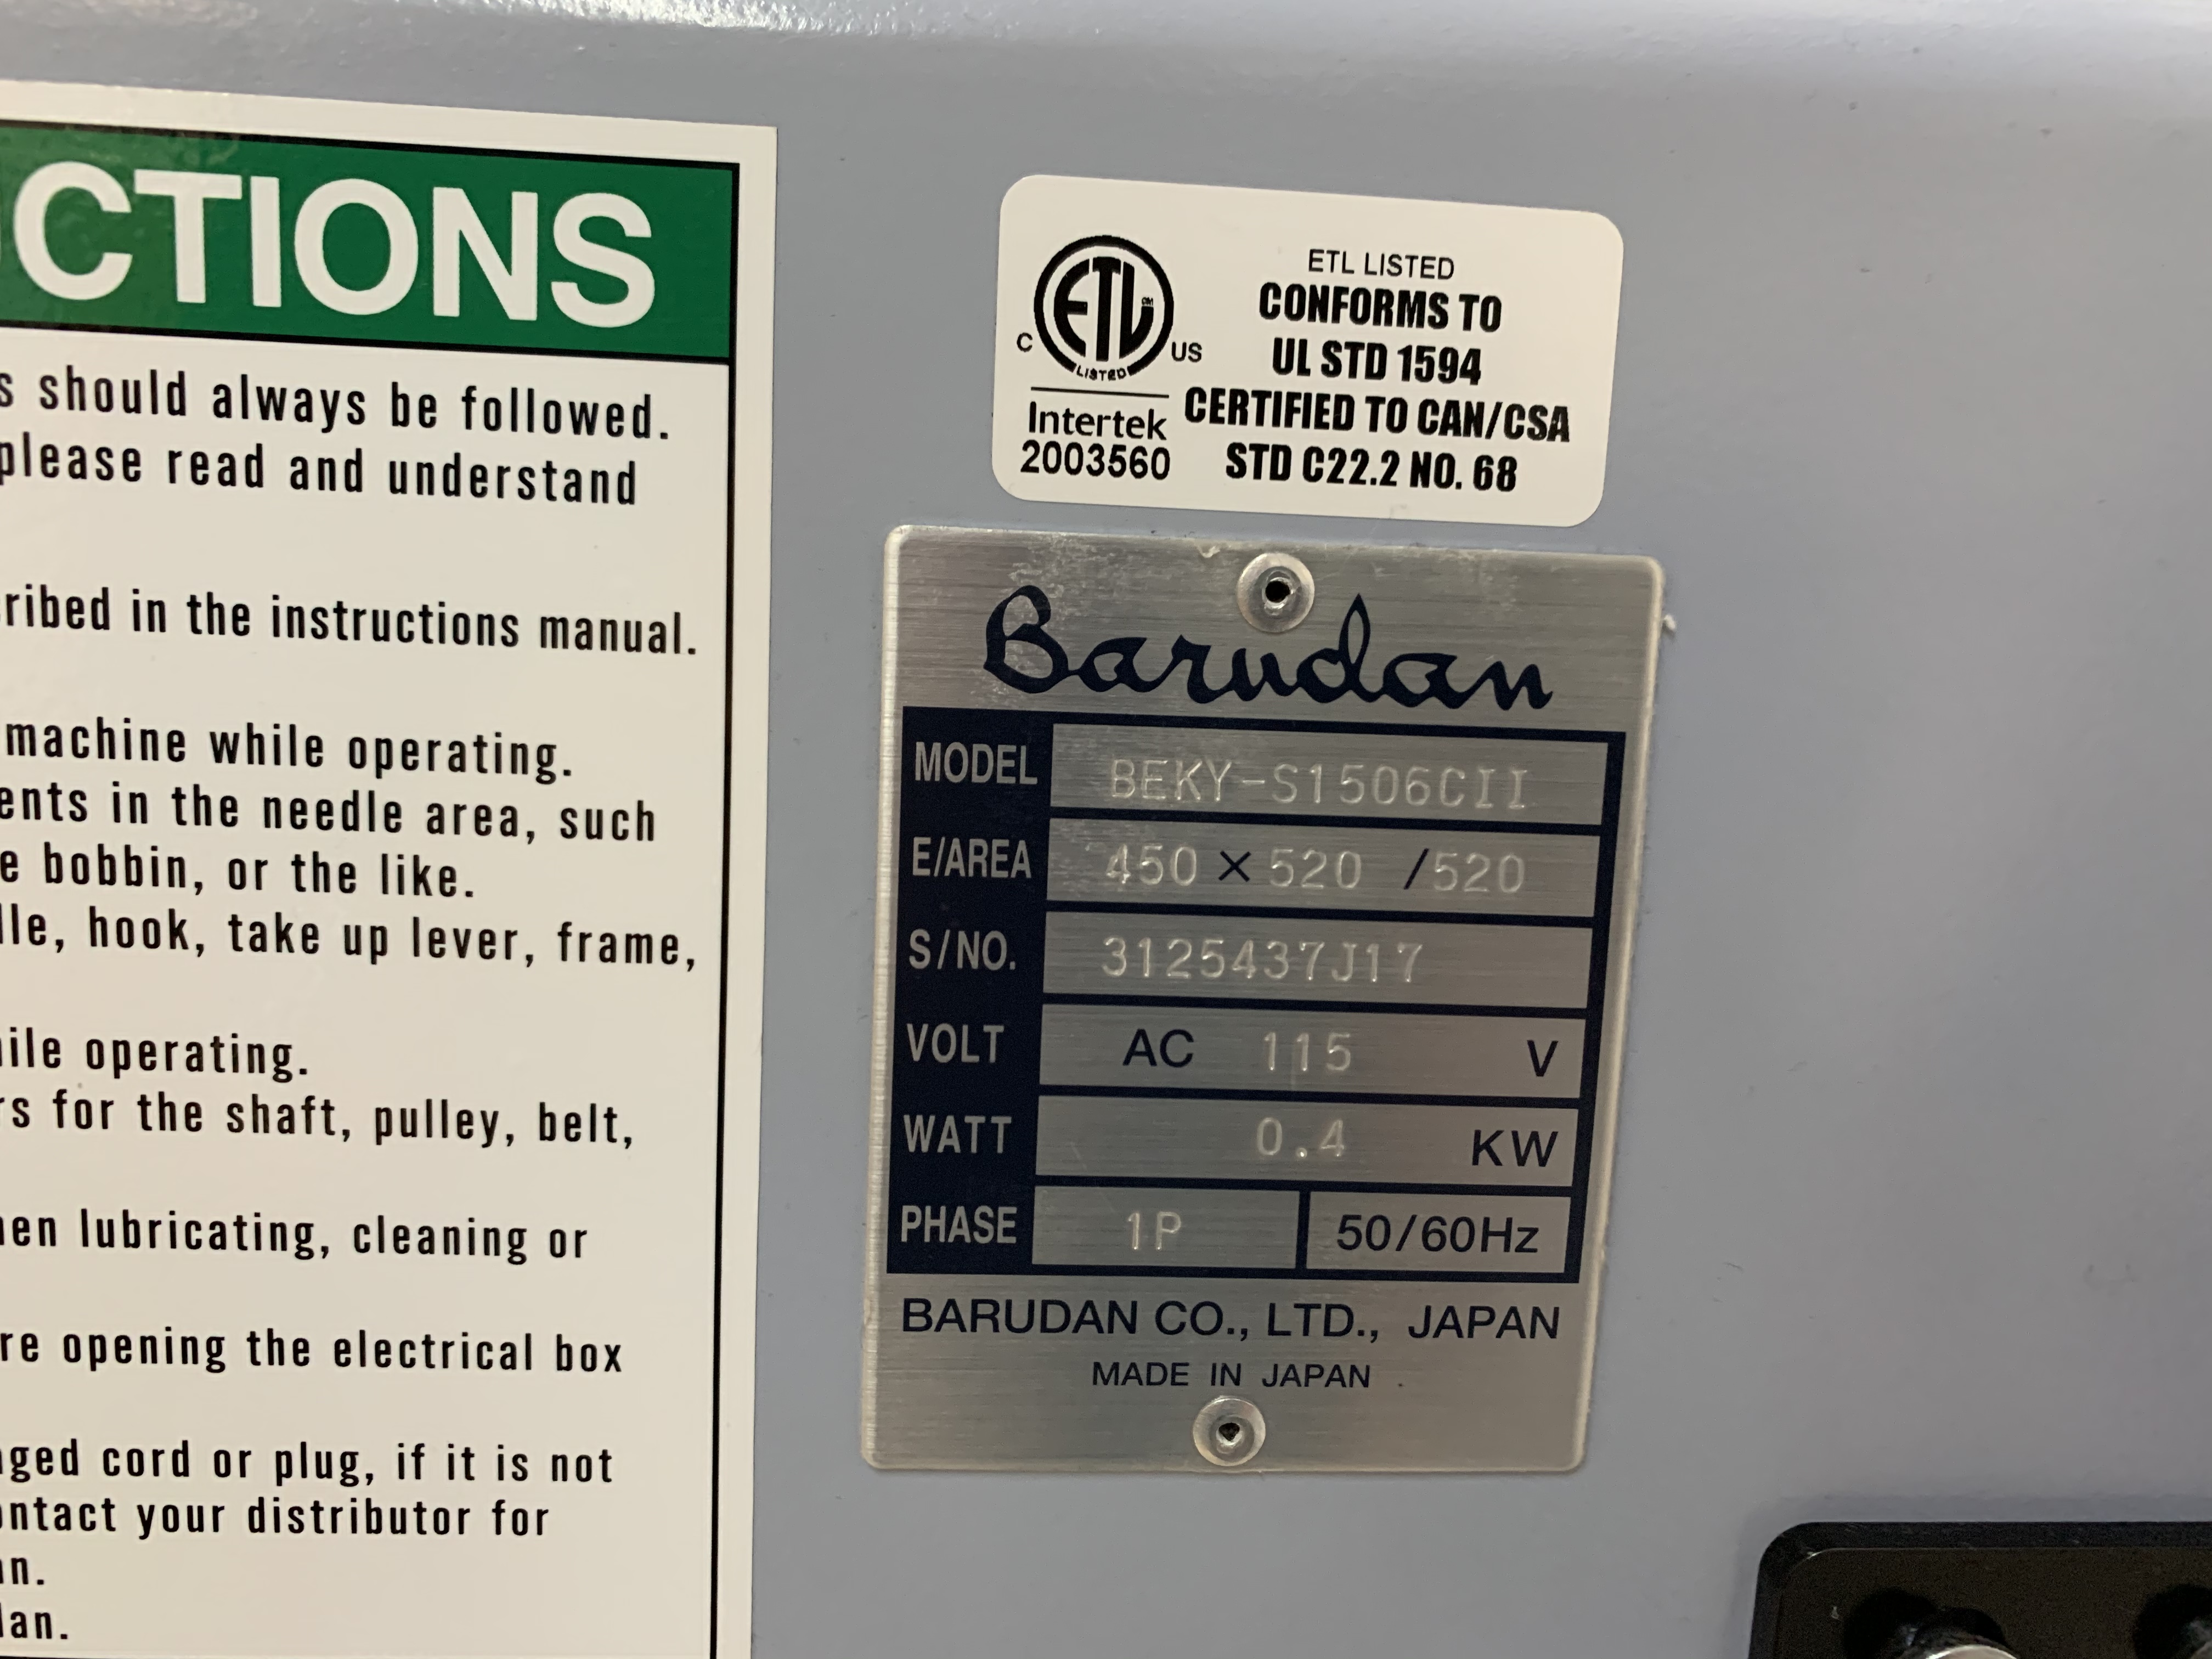 CTIONS
s should always be followed.
please read and understand
ribed in the instructions manual.
machine while operating.
ents in the needle area, such
e bobbin, or the like.
lle, hook, take up lever, frame,
ile operating.
rs for the shaft, pulley, belt,
en lubricating, cleaning or
re opening the electrical box
ged cord or plug, if it is not
ontact your distributor for
n.
lan.
ETL CM
LISTED
C US
Intertek
2003560
ETL LISTED
CONFORMS TO
UL STD 1594
CERTIFIED TO CAN/CSA
STD C22.2 NO. 68
Barudan
MODEL BEKY-S1506CII
E/AREA 450 × 520 /520
S/NO. 3125437J17
VOLT AC 115 V
WATT 0.4 KW
PHASE 1P 50/60Hz
BARUDAN CO., LTD., JAPAN
MADE IN JAPAN